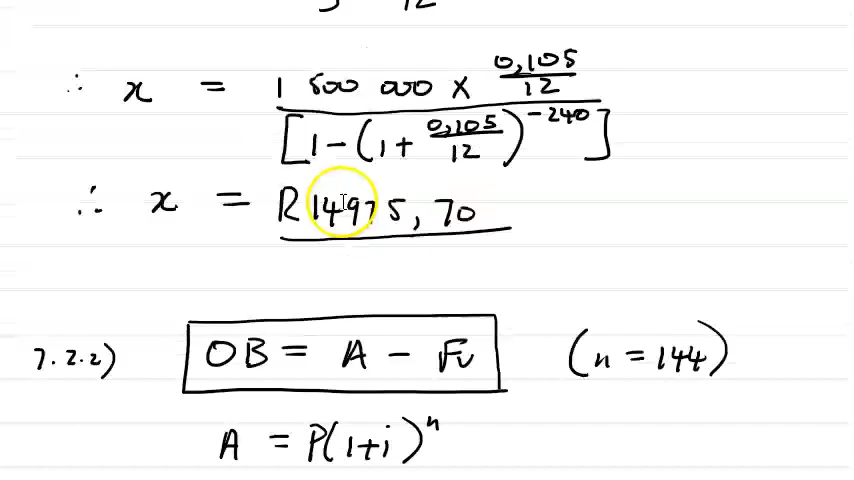 ∴ x = 1 500 000 × 0,105/12
[1 - (1 + 0,105/12)^-240]
∴ x = R 14975,70
7.2.2) OB = A - Fv (n = 144)
A = P(1+i)^n